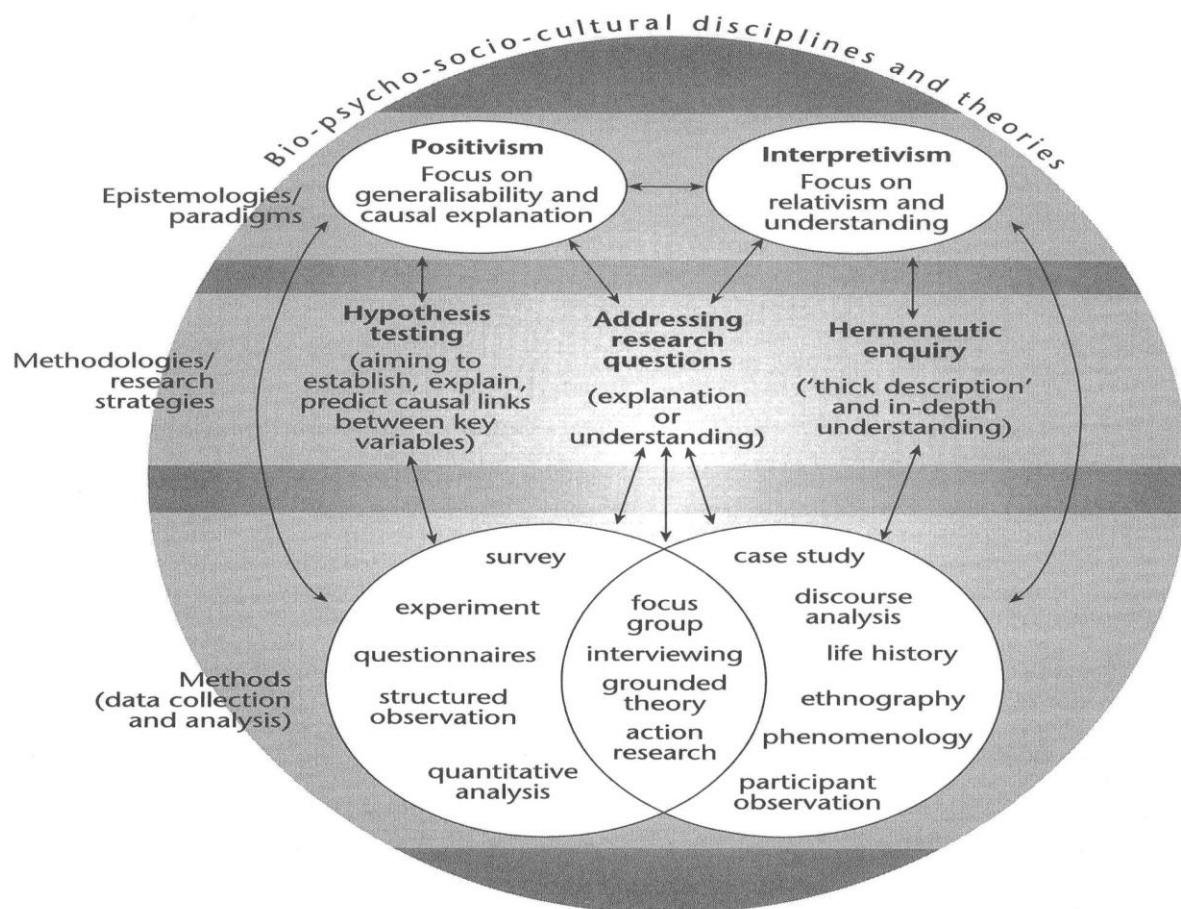 Bio-psycho-socio-cultural disciplines and theories
Epistemologies/
paradigms
Positivism
Focus on
generalisability and
causal explanation
Interpretivism
Focus on
relativism and
understanding
Methodologies/
research
strategies
Hypothesis
testing
(aiming to
establish, explain,
predict causal links
between key
variables)
Addressing
research
questions
(explanation
or
understanding)
Hermeneutic
enquiry
('thick description'
and in-depth
understanding)
Methods
(data collection
and analysis)
survey
experiment
questionnaires
structured
observation
quantitative
analysis
focus
group
interviewing
grounded
theory
action
research
case study
discourse
analysis
life history
ethnography
phenomenology
participant
observation